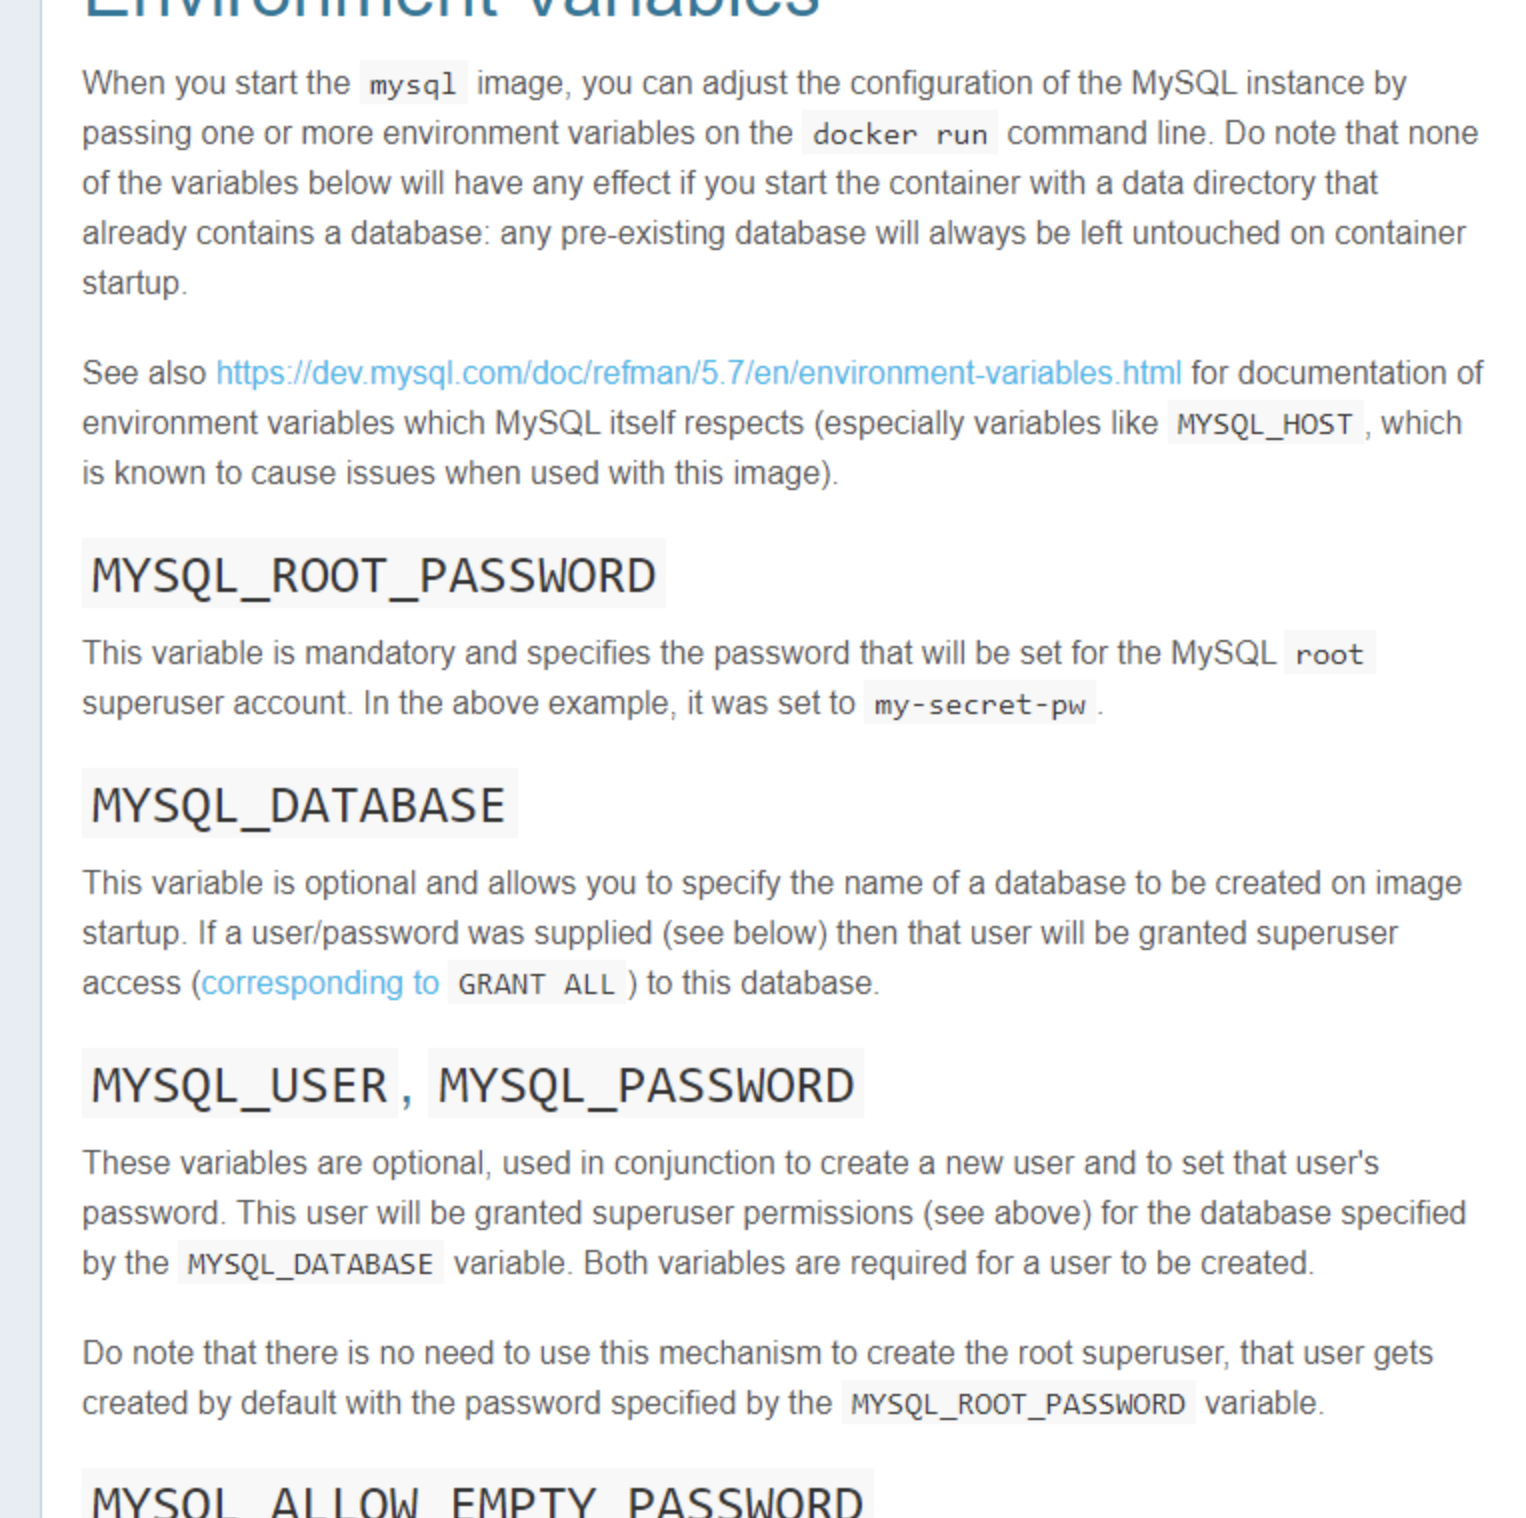 Environment Variables
When you start the mysql image, you can adjust the configuration of the MySQL instance by
passing one or more environment variables on the docker run command line. Do note that none
of the variables below will have any effect if you start the container with a data directory that
already contains a database: any pre-existing database will always be left untouched on container
startup.
See also https://dev.mysql.com/doc/refman/5.7/en/environment-variables.html for documentation of
environment variables which MySQL itself respects (especially variables like MYSQL_HOST, which
is known to cause issues when used with this image).
MYSQL_ROOT_PASSWORD
This variable is mandatory and specifies the password that will be set for the MySQL root
superuser account. In the above example, it was set to my-secret-pw.
MYSQL_DATABASE
This variable is optional and allows you to specify the name of a database to be created on image
startup. If a user/password was supplied (see below) then that user will be granted superuser
access (corresponding to GRANT ALL) to this database.
MYSQL_USER, MYSQL_PASSWORD
These variables are optional, used in conjunction to create a new user and to set that user's
password. This user will be granted superuser permissions (see above) for the database specified
by the MYSQL_DATABASE variable. Both variables are required for a user to be created.
Do note that there is no need to use this mechanism to create the root superuser, that user gets
created by default with the password specified by the MYSQL_ROOT_PASSWORD variable.
MYSQL_ALLOW_EMPTY_PASSWORD